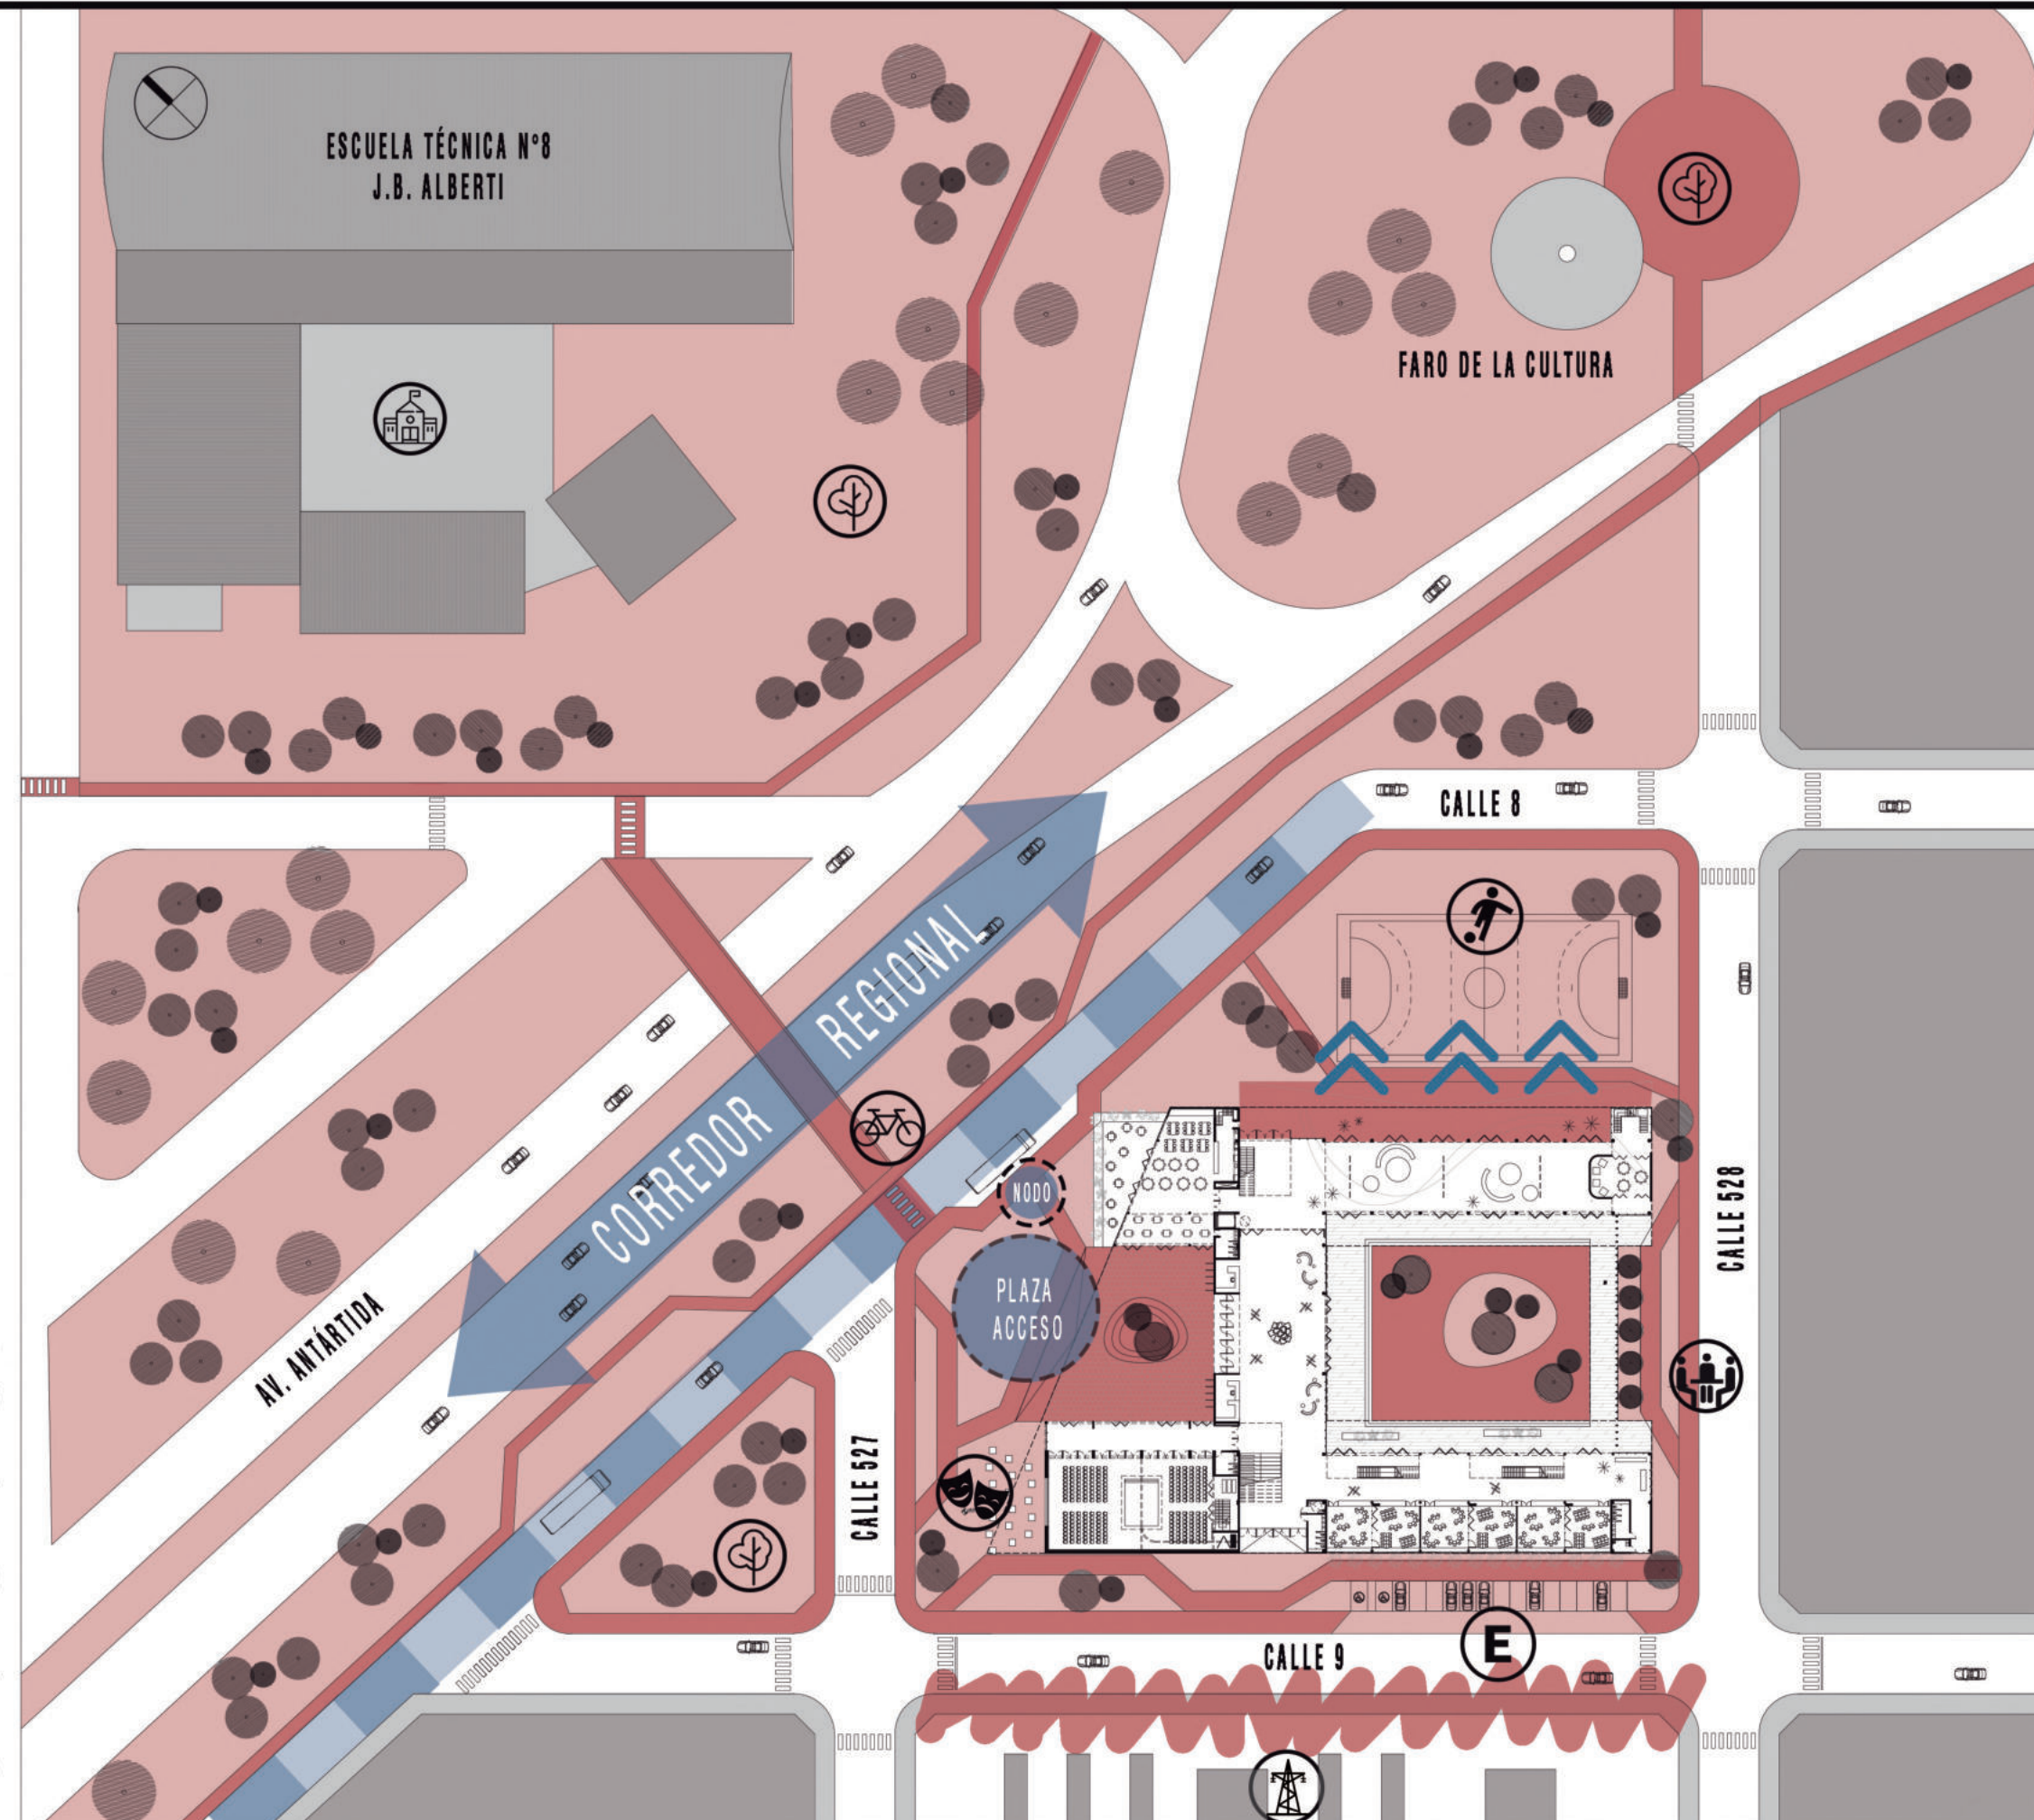 ESCUELA TÉCNICA N°8
J.B. ALBERTI
FARO DE LA CULTURA
CALLE 8
CORREDOR REGIONAL
NODO
PLAZA
ACCESO
AV. ANTÁRTIDA
CALLE 527
CALLE 528
CALLE 9
E